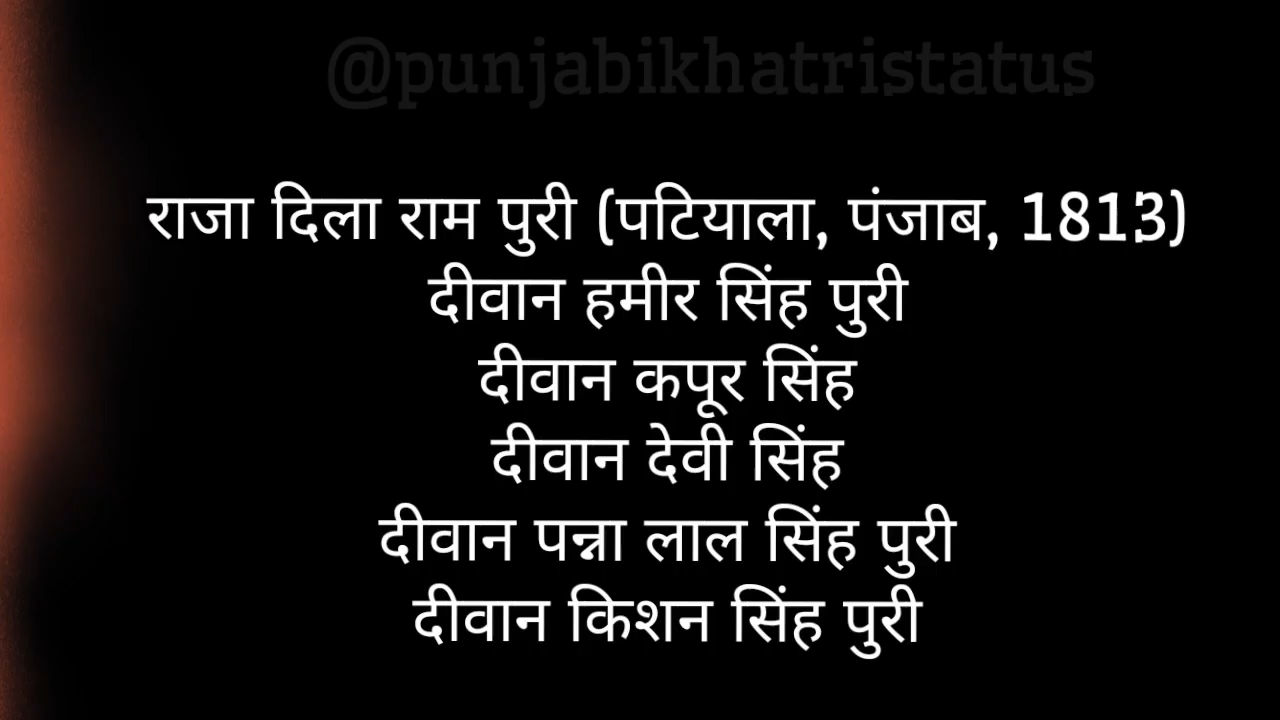 @punjabikhatristatus
राजा दिला राम पुरी (पटियाला, पंजाब, 1813)
दीवान हमीर सिंह पुरी
दीवान कपूर सिंह
दीवान देवी सिंह
दीवान पन्ना लाल सिंह पुरी
दीवान किशन सिंह पुरी